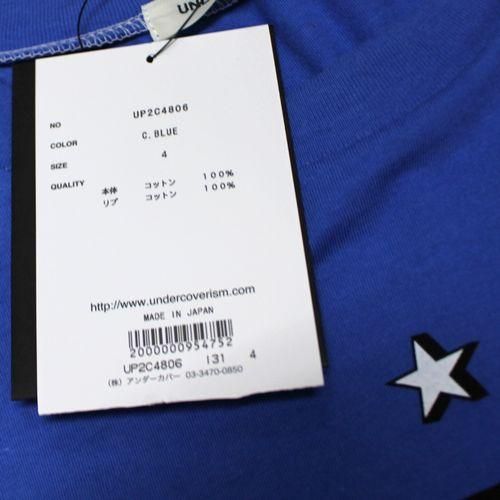 UND
NO UP2C4806
COLOR C.BLUE
SIZE 4
QUALITY 本体 コットン 100%
リブ コットン 100%
http://www.undercoverism.com
MADE IN JAPAN
2000000954752
UP2C4806 131 4
(株) アンダーカバー 03-3470-0850